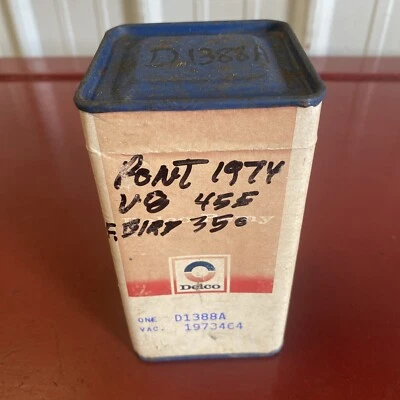 D1388A
PONT 1974
V8 455
F.BIRD 350
Delco
ONE D1388A
VAC. 1973464